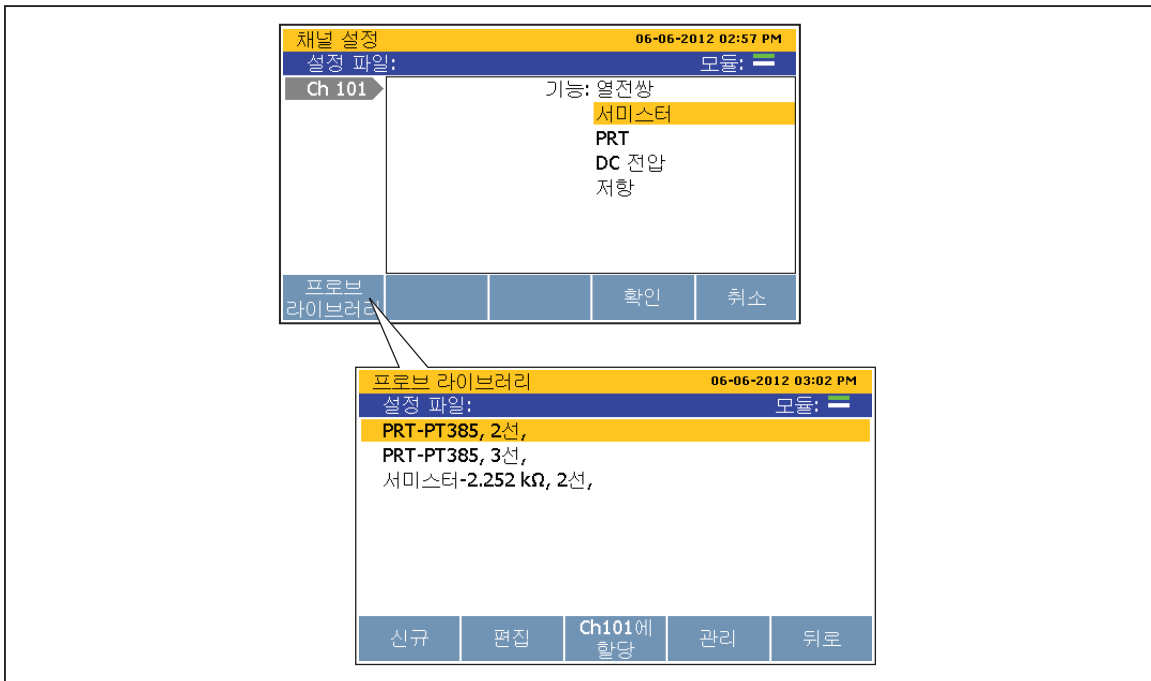 채널 설정 06-06-2012 02:57 PM
설정 파일: 모듈:
Ch 101 기능: 열전쌍
서미스터
PRT
DC 전압
저항
프로브
라이브러리 확인 취소
프로브 라이브러리 06-06-2012 03:02 PM
설정 파일: 모듈:
PRT-PT385, 2선,
PRT-PT385, 3선,
서미스터-2.252 kΩ, 2선,
신규 편집 Ch101에 할당 관리 뒤로